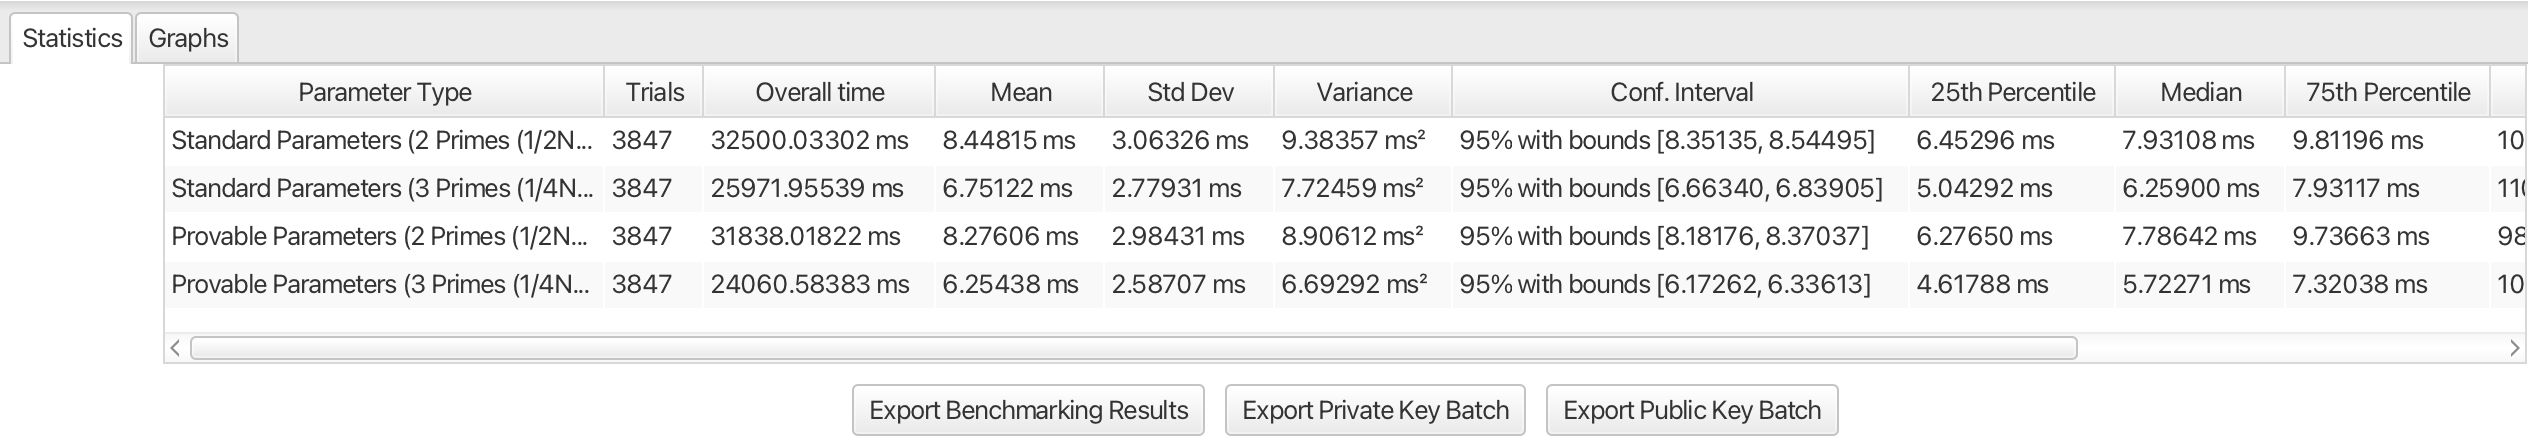 Statistics Graphs
Parameter Type Trials Overall time Mean Std Dev Variance Conf. Interval 25th Percentile Median 75th Percentile
Standard Parameters (2 Primes (1/2N... 3847 32500.03302 ms 8.44815 ms 3.06326 ms 9.38357 ms² 95% with bounds [8.35135, 8.54495] 6.45296 ms 7.93108 ms 9.81196 ms 10
Standard Parameters (3 Primes (1/4N... 3847 25971.95539 ms 6.75122 ms 2.77931 ms 7.72459 ms² 95% with bounds [6.66340, 6.83905] 5.04292 ms 6.25900 ms 7.93117 ms 110
Provable Parameters (2 Primes (1/2N... 3847 31838.01822 ms 8.27606 ms 2.98431 ms 8.90612 ms² 95% with bounds [8.18176, 8.37037] 6.27650 ms 7.78642 ms 9.73663 ms 98
Provable Parameters (3 Primes (1/4N... 3847 24060.58383 ms 6.25438 ms 2.58707 ms 6.69292 ms² 95% with bounds [6.17262, 6.33613] 4.61788 ms 5.72271 ms 7.32038 ms 10
Export Benchmarking Results Export Private Key Batch Export Public Key Batch